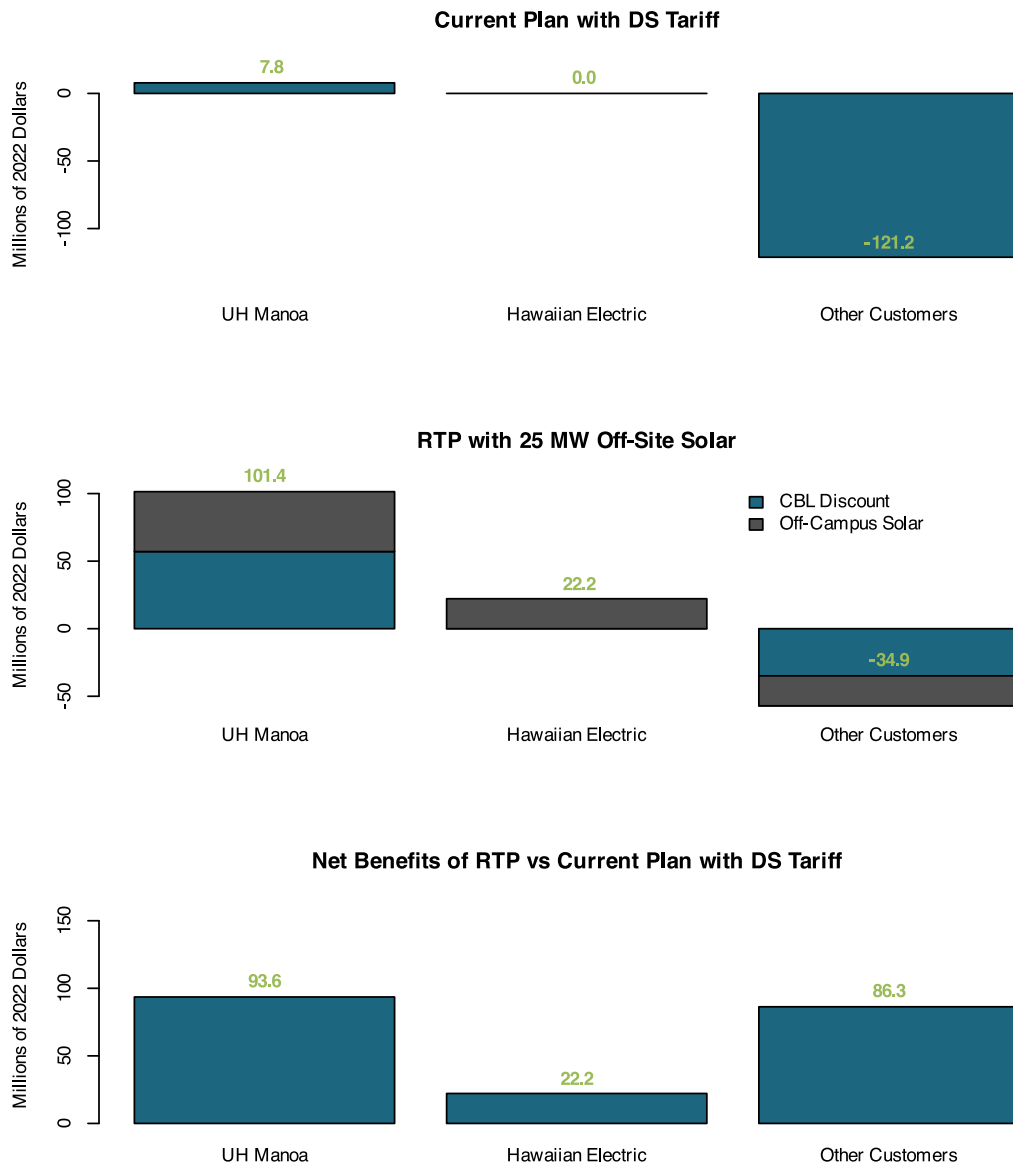 Current Plan with DS Tariff
Millions of 2022 Dollars
0
-50
-100
7.8
0.0
-121.2
UH Manoa
Hawaiian Electric
Other Customers
RTP with 25 MW Off-Site Solar
Millions of 2022 Dollars
100
50
0
-50
101.4
22.2
-34.9
CBL Discount
Off-Campus Solar
UH Manoa
Hawaiian Electric
Other Customers
Net Benefits of RTP vs Current Plan with DS Tariff
Millions of 2022 Dollars
150
100
50
0
93.6
22.2
86.3
UH Manoa
Hawaiian Electric
Other Customers